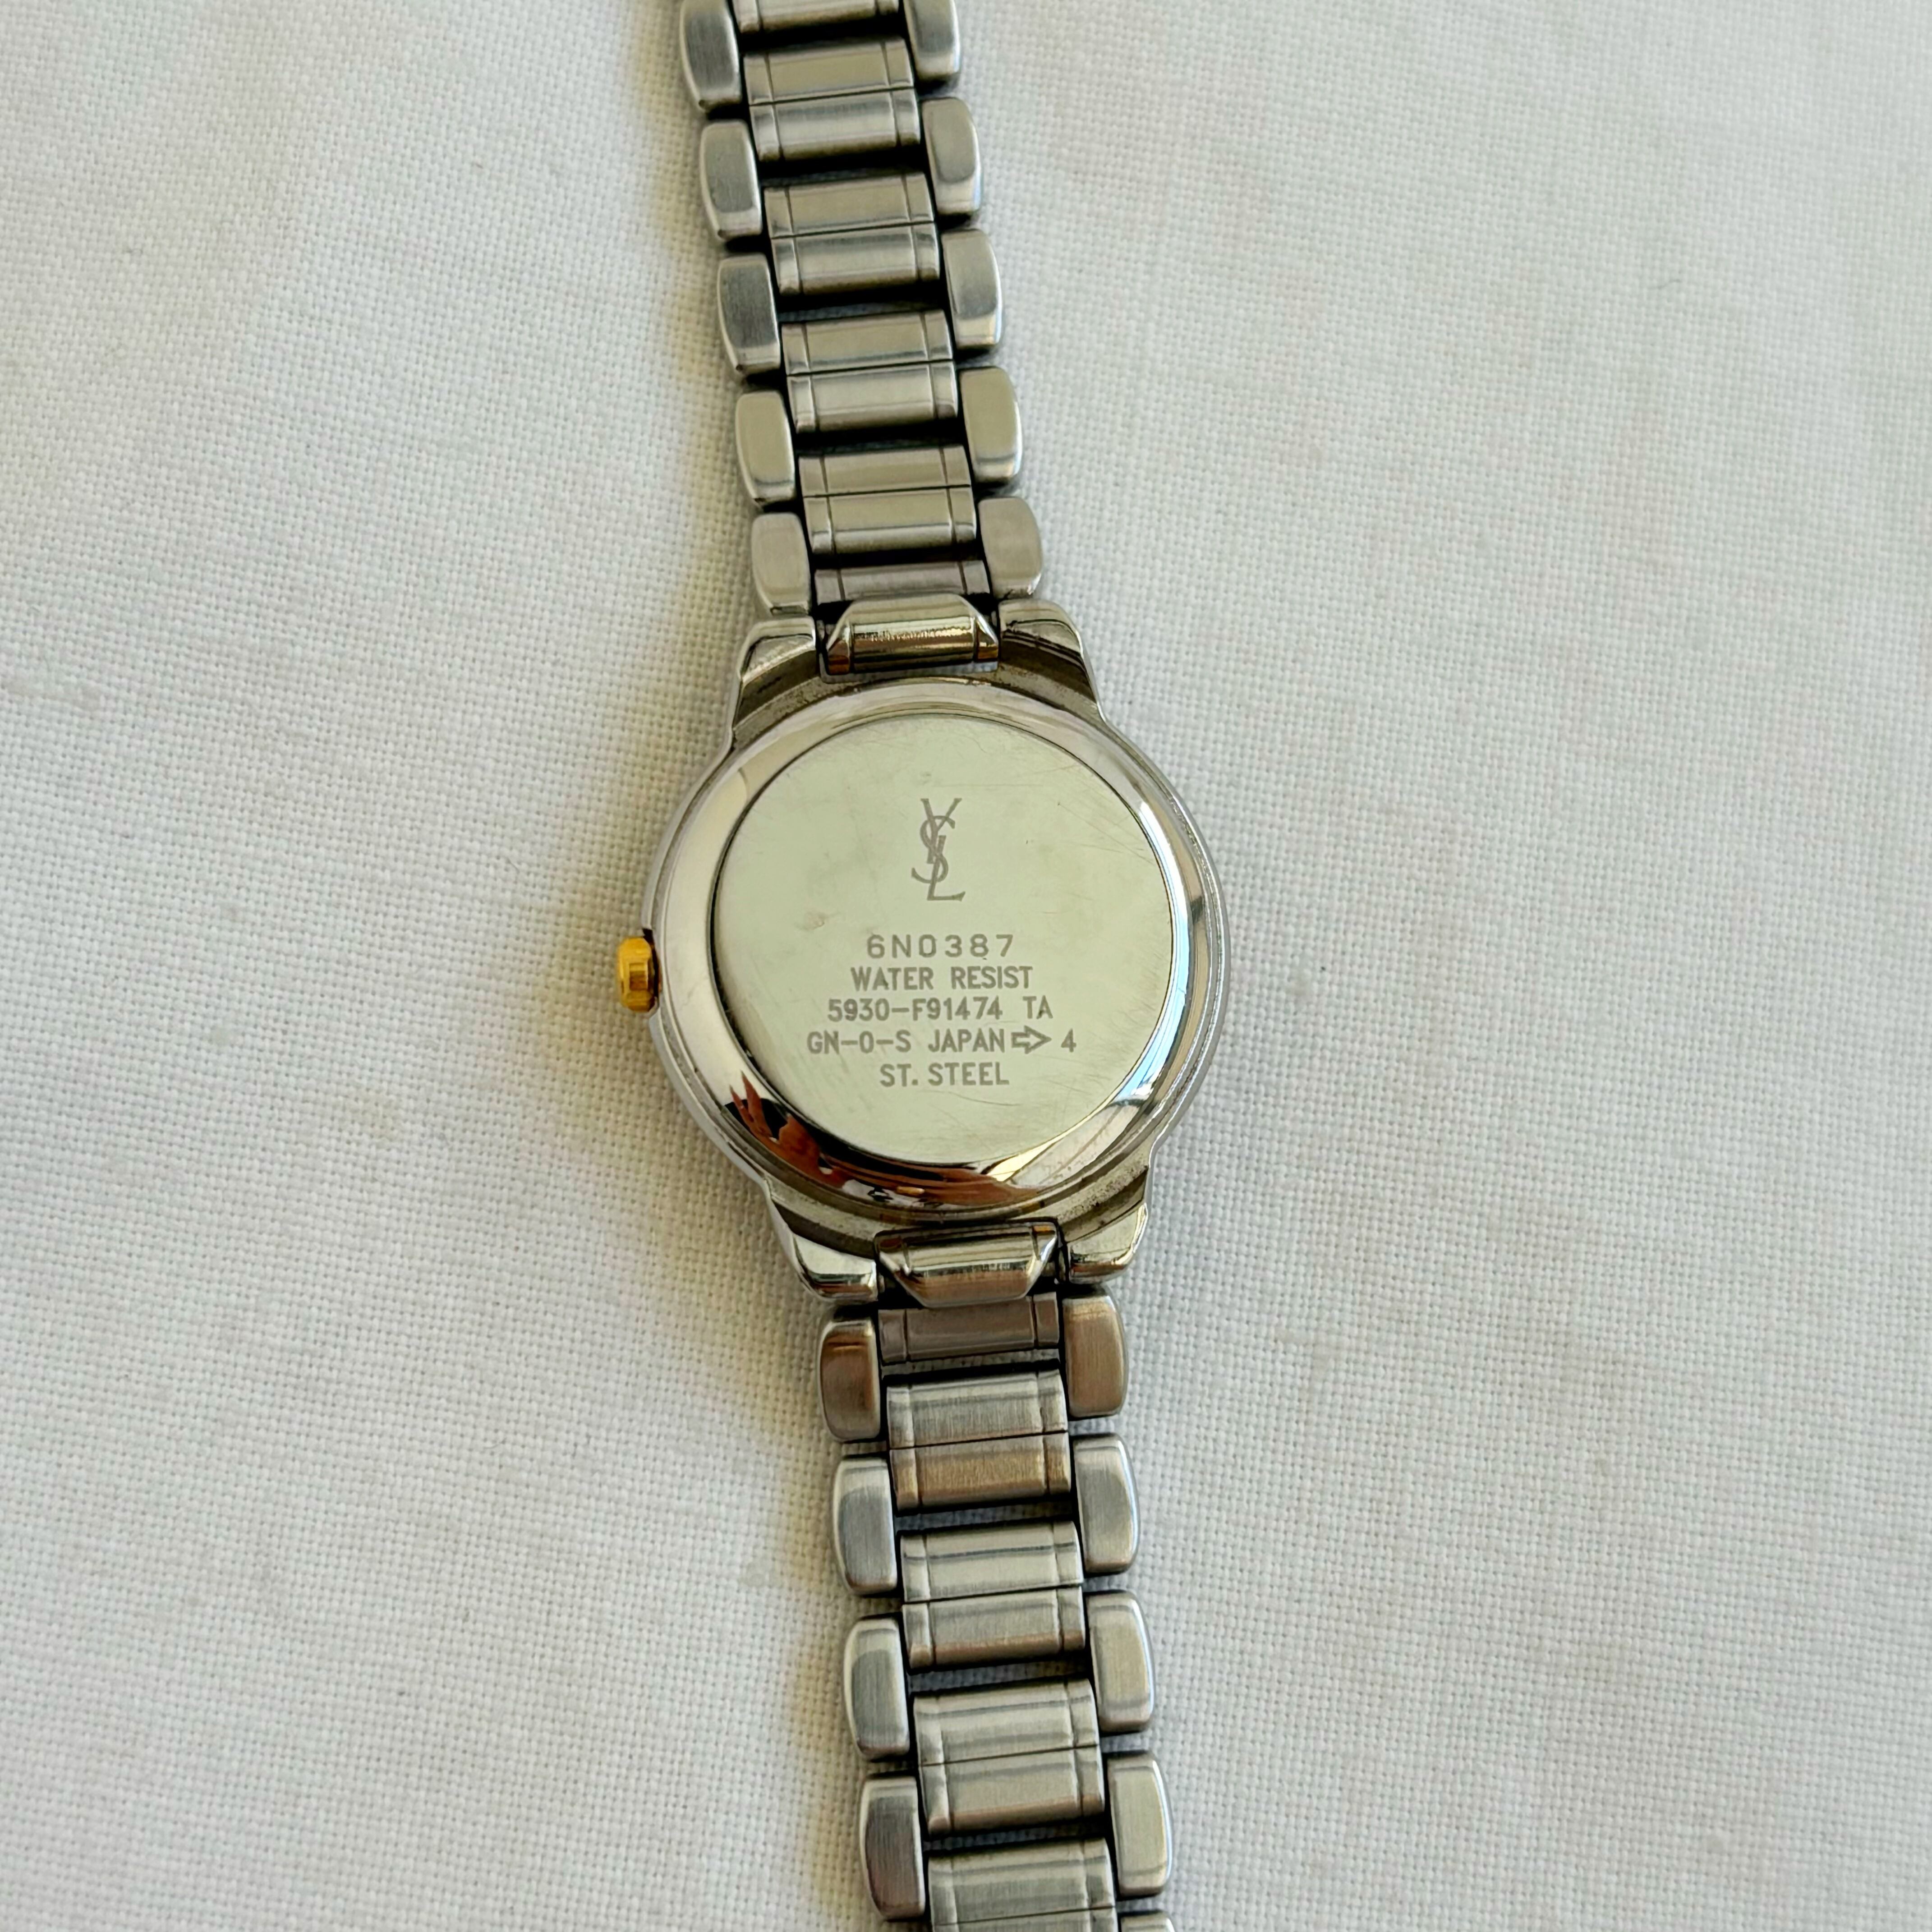 YSL
6N0387
WATER RESIST
5930-F91474 TA
GN-0-S JAPAN ⇨ 4
ST. STEEL